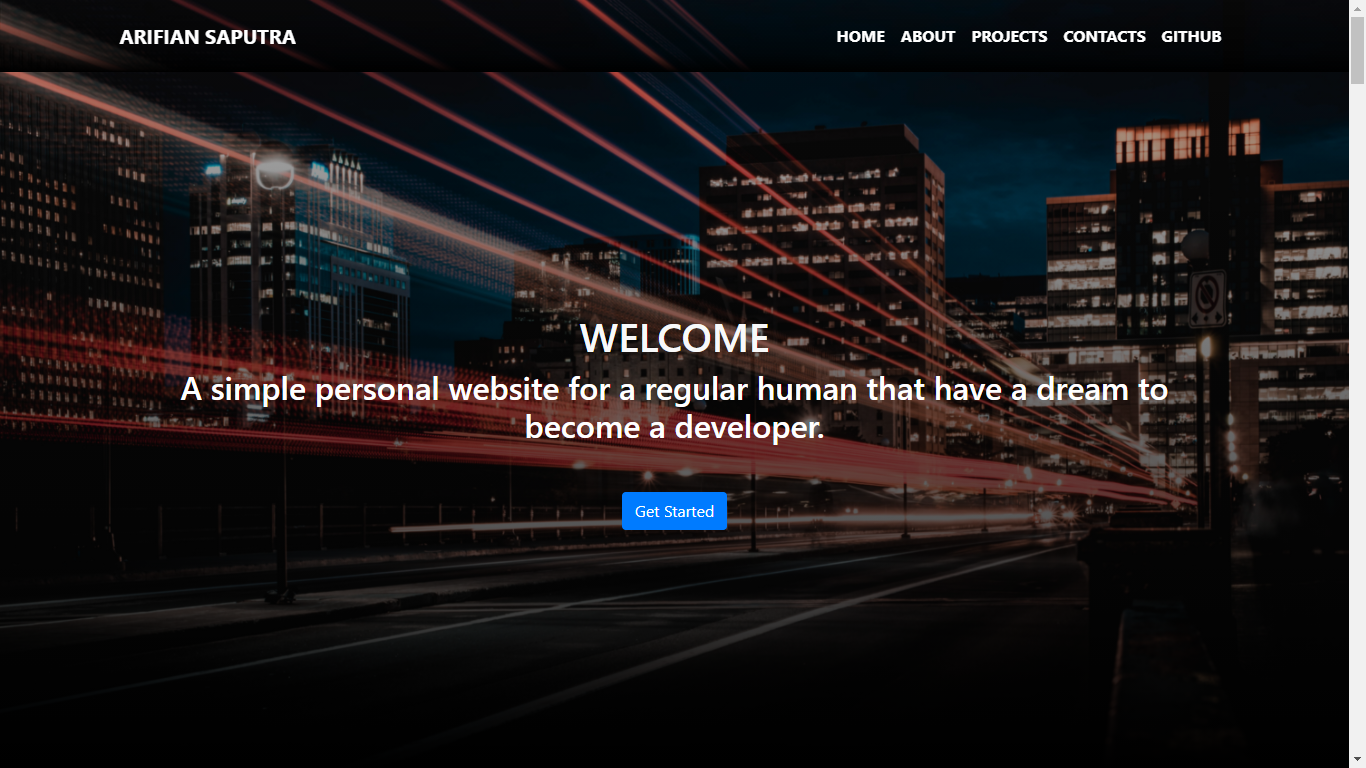 ARIFIAN SAPUTRA
HOME ABOUT PROJECTS CONTACTS GITHUB
WELCOME
A simple personal website for a regular human that have a dream to
become a developer.
Get Started